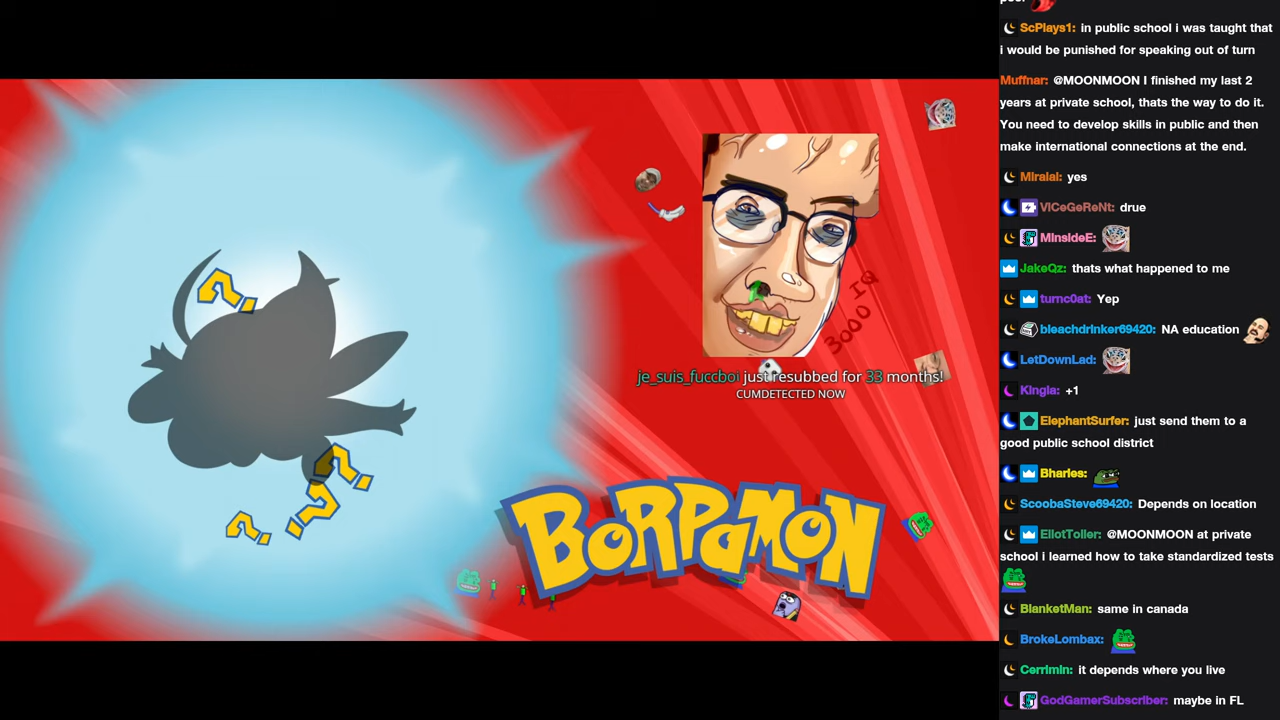 ScPlays1: in public school i was taught that
i would be punished for speaking out of turn
Muffnar: @MOONMOON I finished my last 2
years at private school, thats the way to do it.
You need to develop skills in public and then
make international connections at the end.
Miralal: yes
ViCeGeReNt: drue
MinsideE:
JakeQz: thats what happened to me
turnc0at: Yep
bleachdrinker69420: NA education
LetDownLad:
Kingla: +1
ElephantSurfer: just send them to a
good public school district
Bharles:
ScoobaSteve69420: Depends on location
EliotToller: @MOONMOON at private
school i learned how to take standardized tests
BlanketMan: same in canada
BrokeLombax:
Cerrimin: it depends where you live
GodGamerSubscriber: maybe in FL
3000 IQ
je_suis_fuccboi just resubbed for 33 months!
CUMDETECTED NOW
BORPAMON
?
?
?
?